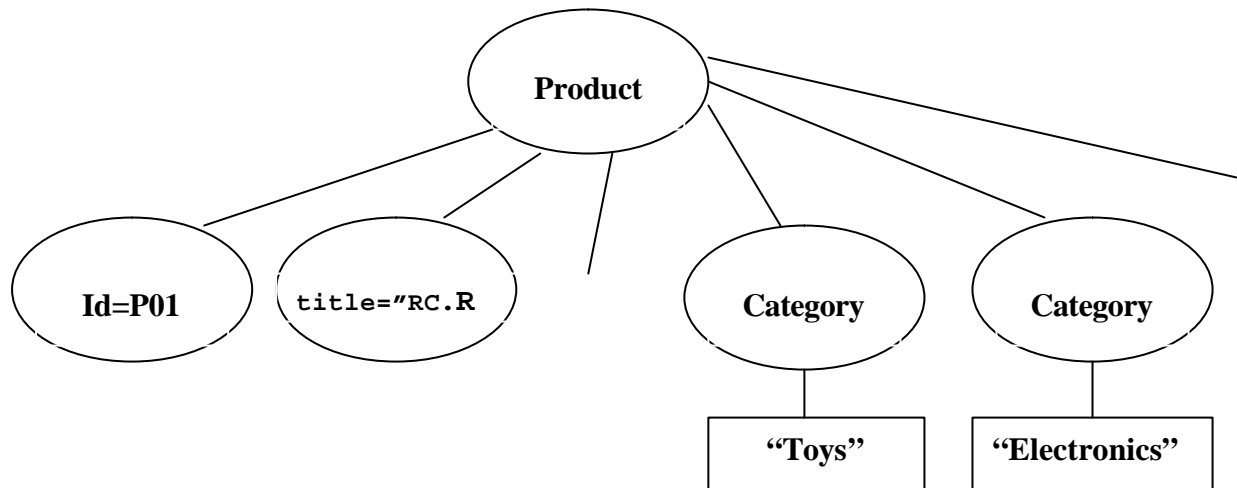 Product
Id=P01
title=”RC.R
Category
Category
“Toys”
“Electronics”